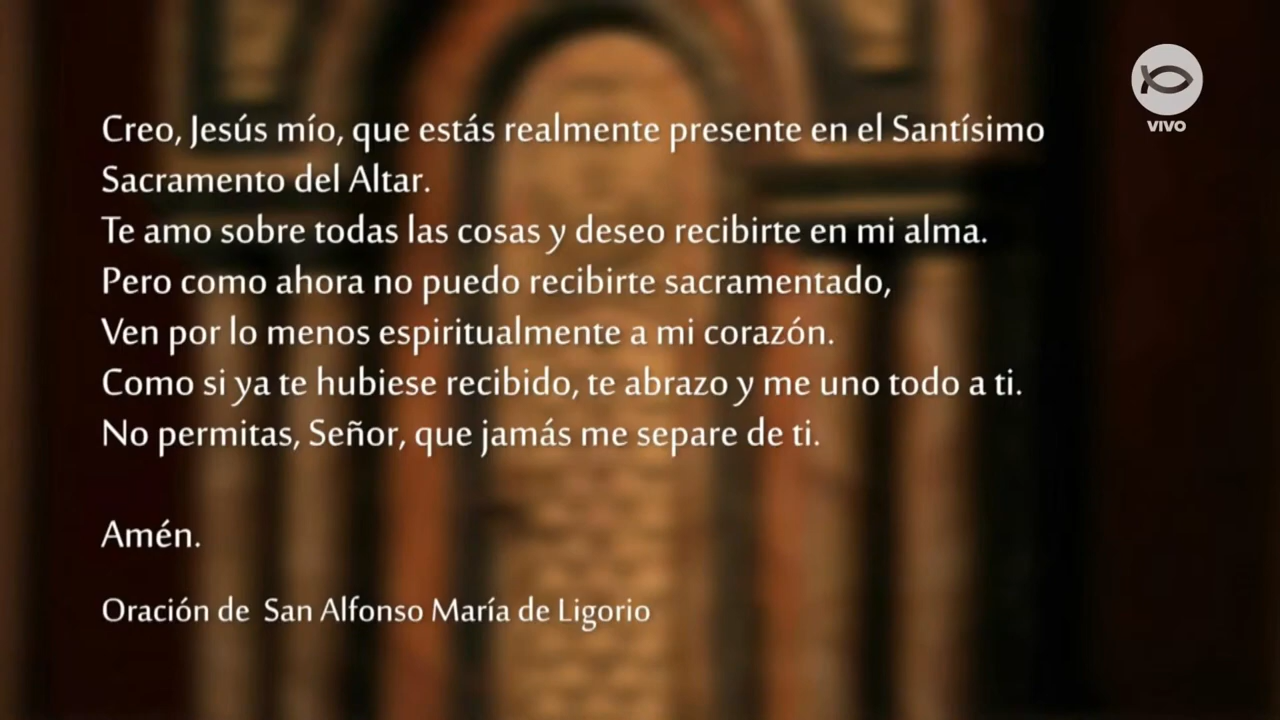 Creo, Jesús mío, que estás realmente presente en el Santísimo
Sacramento del Altar.
Te amo sobre todas las cosas y deseo recibirte en mi alma.
Pero como ahora no puedo recibirte sacramentado,
Ven por lo menos espiritualmente a mi corazón.
Como si ya te hubiese recibido, te abrazo y me uno todo a ti.
No permitas, Señor, que jamás me separe de ti.
Amén.
Oración de San Alfonso María de Ligorio
VIVO